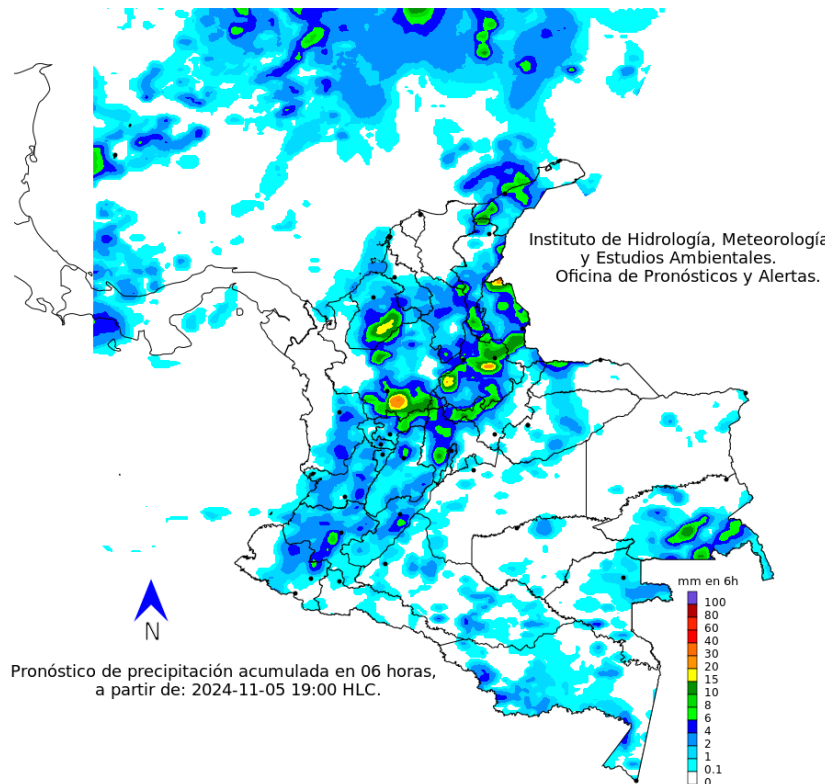 Instituto de Hidrología, Meteorología
y Estudios Ambientales.
Oficina de Pronósticos y Alertas.
mm en 6h
100
80
60
40
30
20
15
10
8
6
4
2
1
0.1
0
N
Pronóstico de precipitación acumulada en 06 horas,
a partir de: 2024-11-05 19:00 HLC.